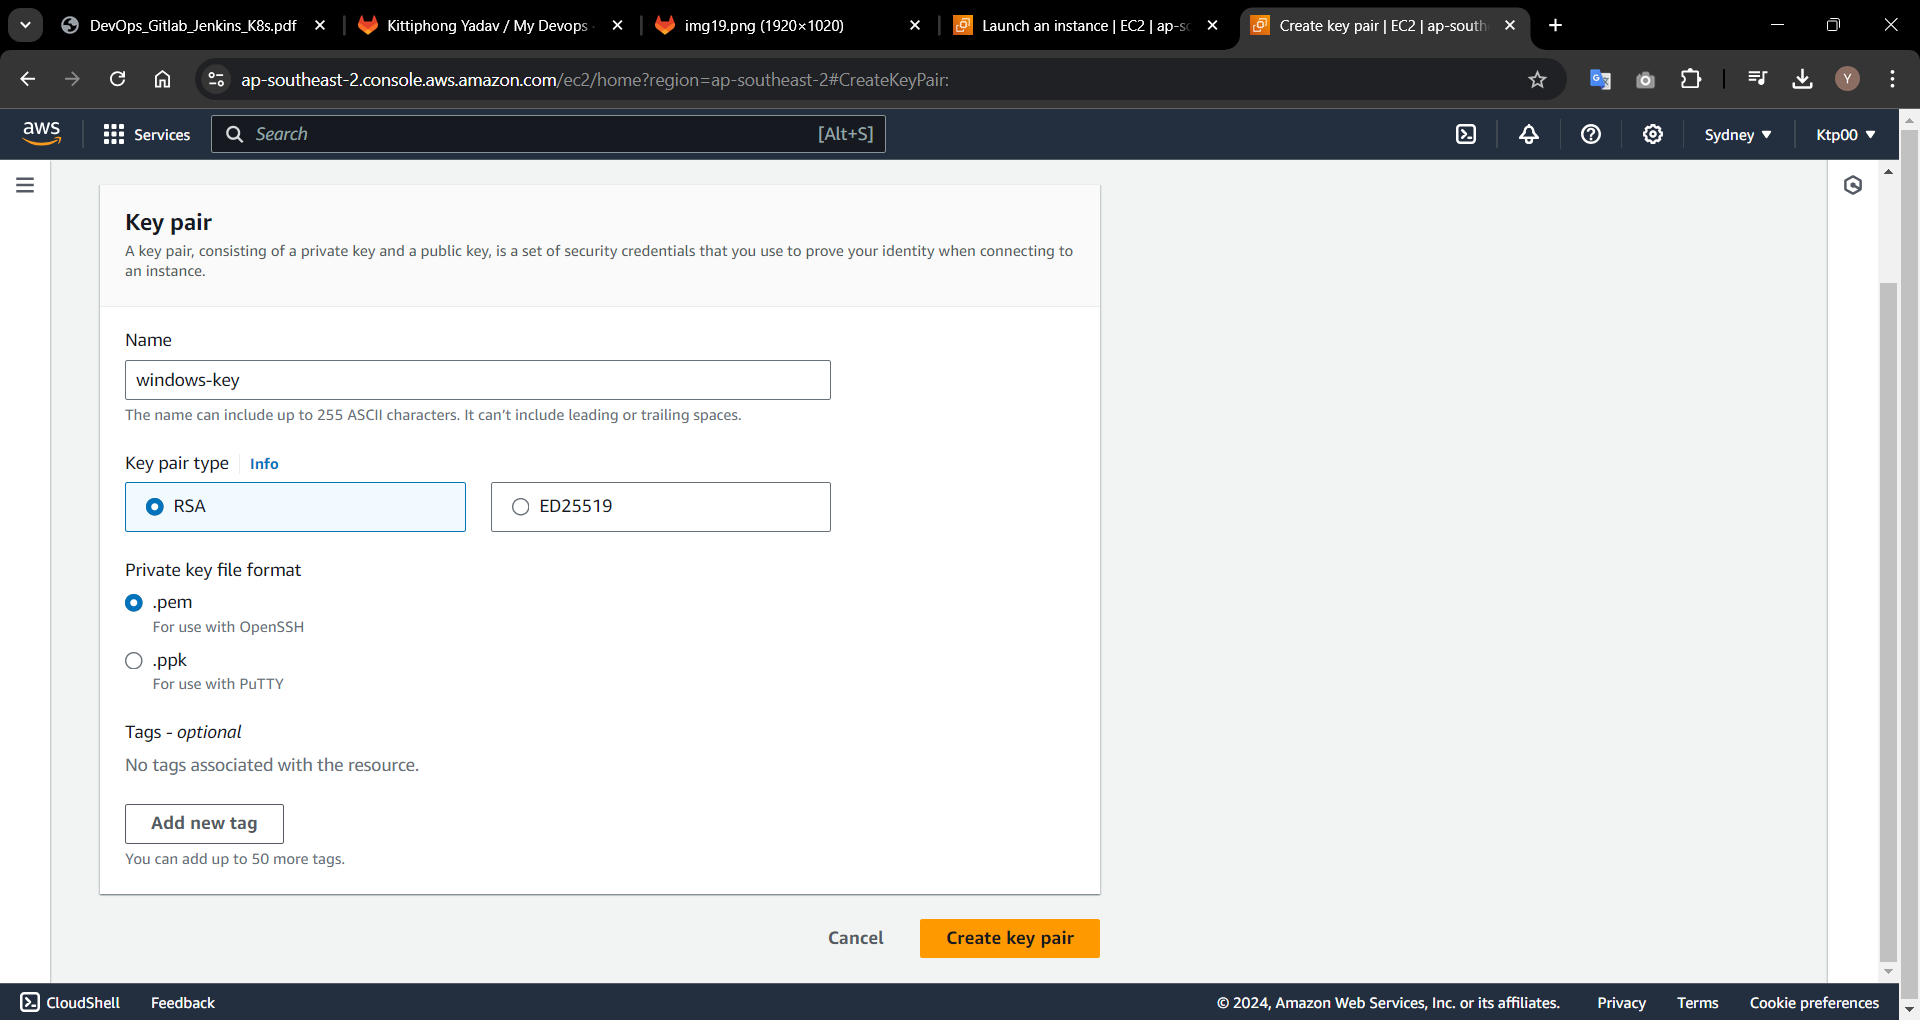 DevOps_Gitlab_Jenkins_K8s.pdf
Kittiphong Yadav / My Devops
img19.png (1920×1020)
Launch an instance | EC2 | ap-so
Create key pair | EC2 | ap-south
ap-southeast-2.console.aws.amazon.com/ec2/home?region=ap-southeast-2#CreateKeyPair:
Y
aws
Services
Search
[Alt+S]
Sydney
Ktp00
Key pair
A key pair, consisting of a private key and a public key, is a set of security credentials that you use to prove your identity when connecting to
an instance.
Name
windows-key
The name can include up to 255 ASCII characters. It can't include leading or trailing spaces.
Key pair type
Info
RSA
ED25519
Private key file format
.pem
For use with OpenSSH
.ppk
For use with PuTTY
Tags - optional
No tags associated with the resource.
Add new tag
You can add up to 50 more tags.
Cancel
Create key pair
CloudShell
Feedback
© 2024, Amazon Web Services, Inc. or its affiliates.
Privacy
Terms
Cookie preferences